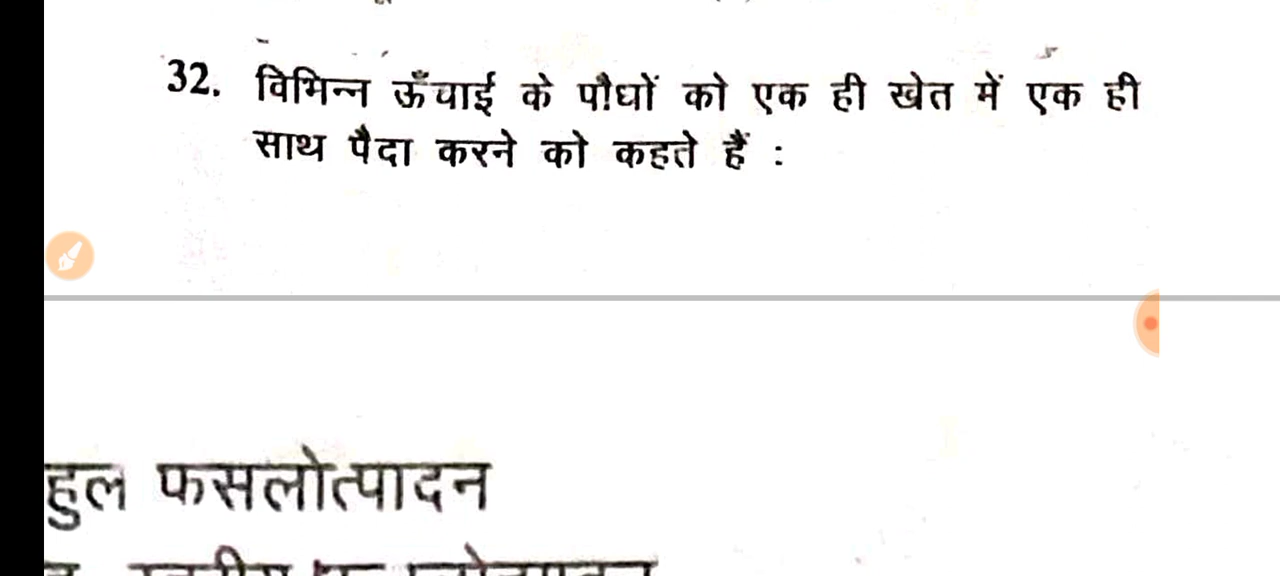 32. विभिन्न ऊँचाई के पौधों को एक ही खेत में एक ही
साथ पैदा करने को कहते हैं :
हुल फसलोत्पादन